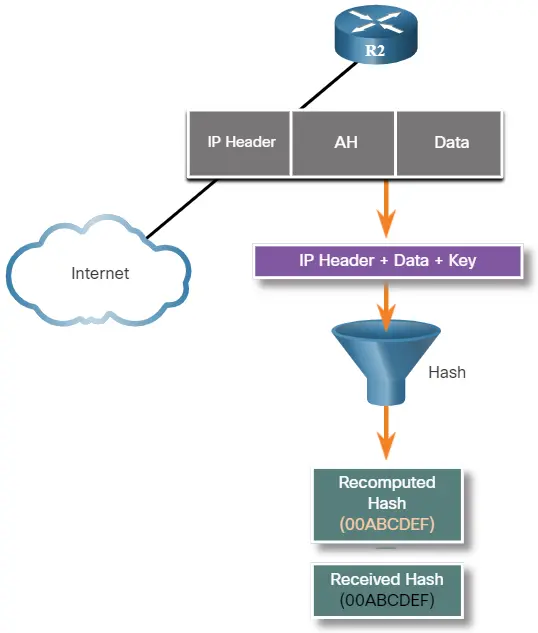 R2
IP Header
AH
Data
Internet
IP Header + Data + Key
Hash
Recomputed
Hash
(00ABCDEF)
Received Hash
(00ABCDEF)